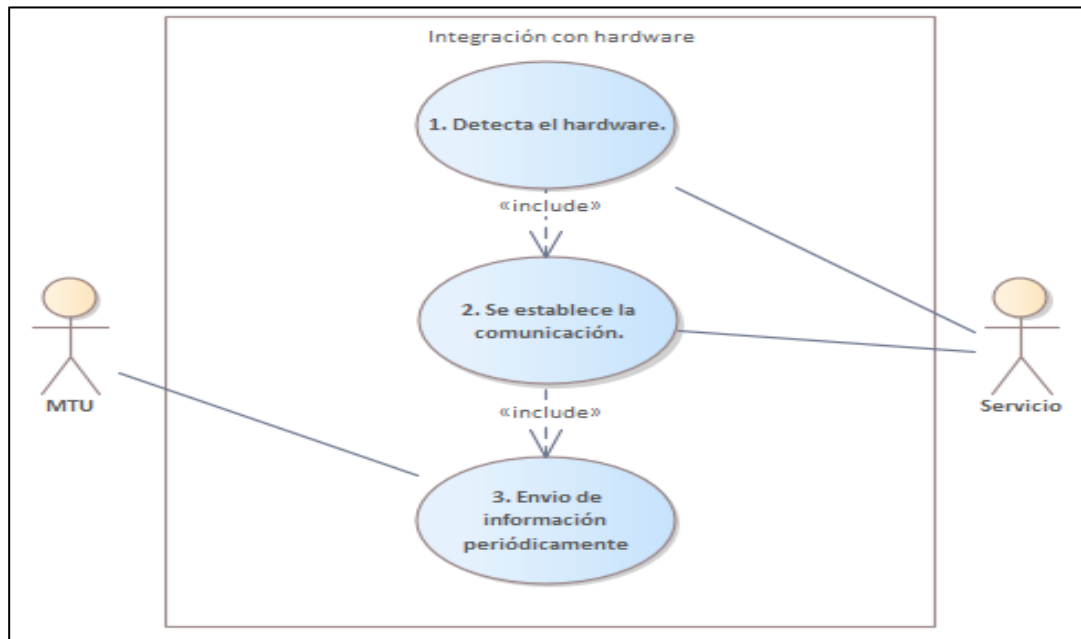 Integración con hardware
1. Detecta el hardware.
«include»
2. Se establece la
comunicación.
MTU
Servicio
«include»
3. Envio de
información
periódicamente